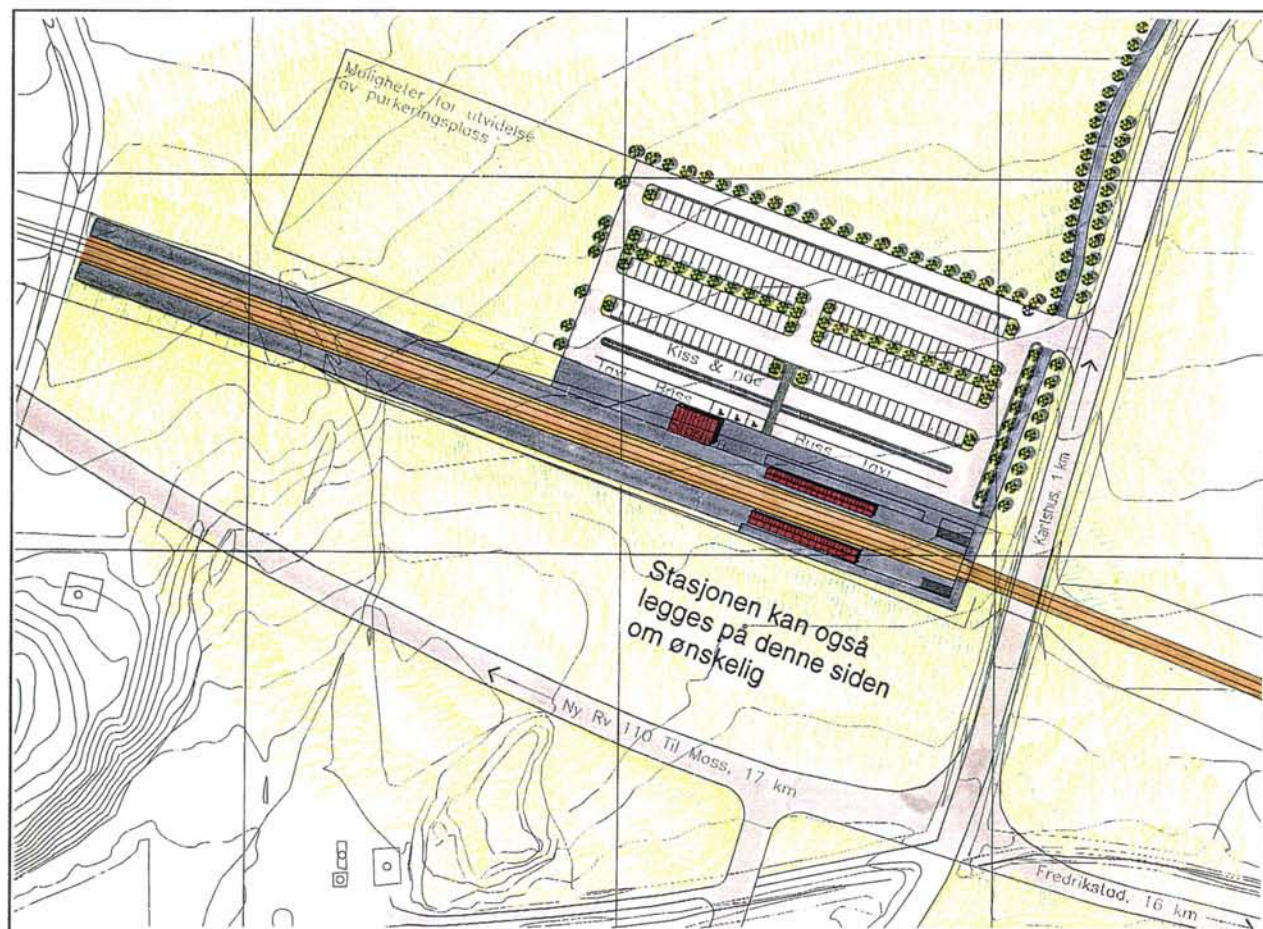 Muligheter for utvidelse
av parkeringsplass
Kiss & ride
Taxi Buss
Buss Taxi
Karlshus, 1 km
Stasjonen kan også
legges på denne siden
om ønskelig
Ny Rv 110 Til Moss, 17 km
Fredrikstad, 16 km